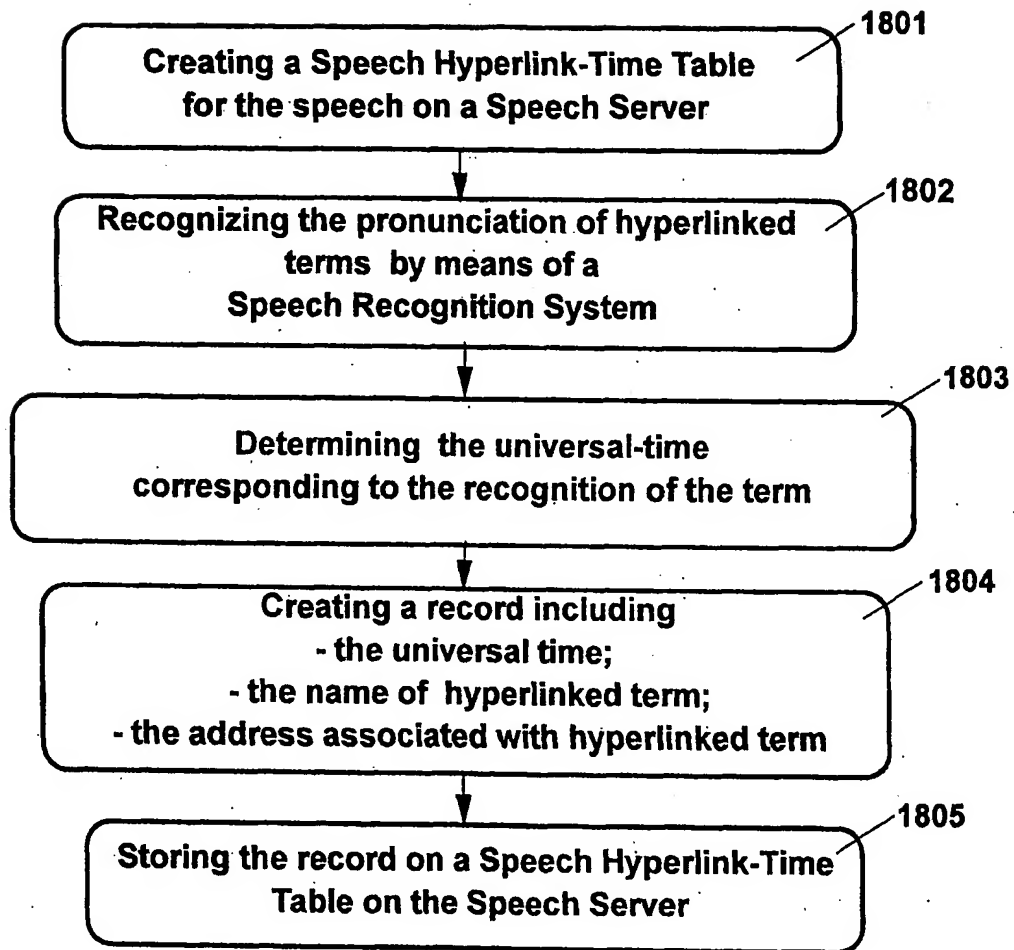 1801
Creating a Speech Hyperlink-Time Table
for the speech on a Speech Server
1802
Recognizing the pronunciation of hyperlinked
terms by means of a
Speech Recognition System
1803
Determining the universal-time
corresponding to the recognition of the term
1804
Creating a record including
- the universal time;
- the name of hyperlinked term;
- the address associated with hyperlinked term
1805
Storing the record on a Speech Hyperlink-Time
Table on the Speech Server